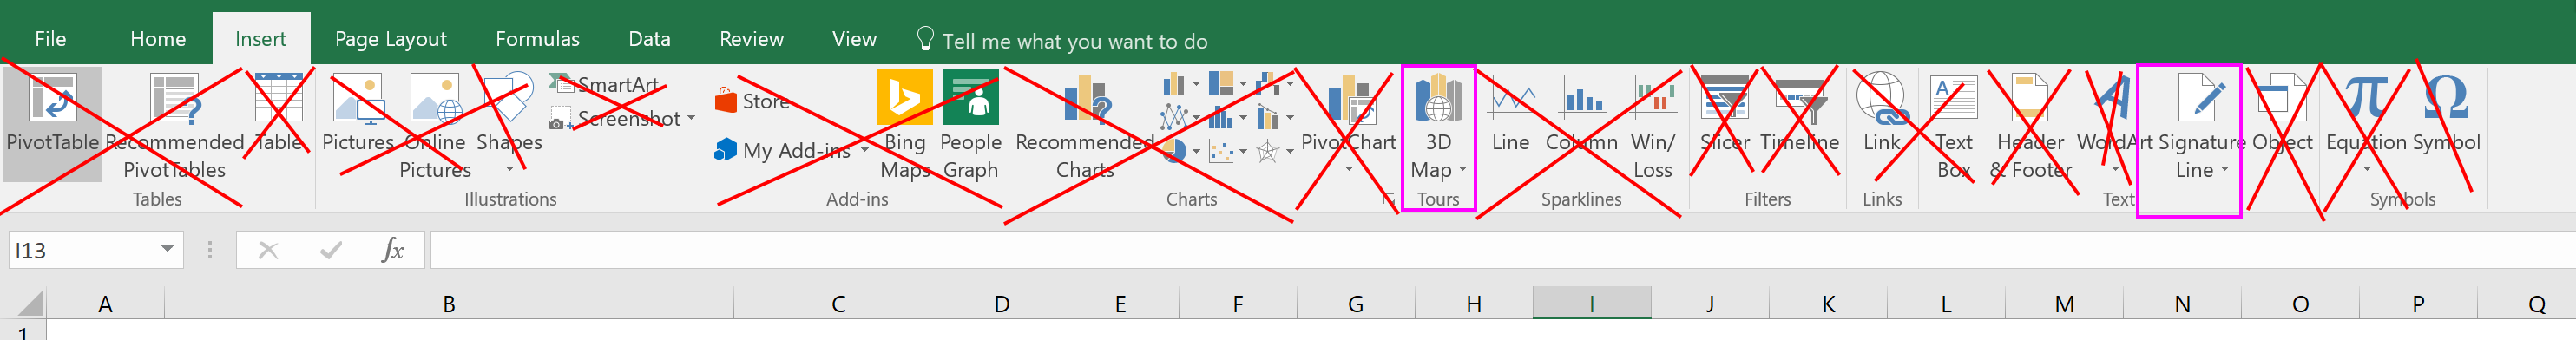 File Home Insert Page Layout Formulas Data Review View Tell me what you want to do
PivotTable
Recommended
PivotTables
Table
Tables
Pictures
Online
Pictures
Shapes
SmartArt
Screenshot
Illustrations
Store
My Add-ins
Bing
Maps
People
Graph
Add-ins
Recommended
Charts
PivotChart
Charts
3D
Map
Tours
Line
Column
Win/
Loss
Sparklines
Slicer
Timeline
Filters
Link
Links
Text
Box
Header
& Footer
WordArt
Signature
Line
Object
Text
π
Equation
Ω
Symbol
Symbols
I13 fx
A B C D E F G H I J K L M N O P Q
1